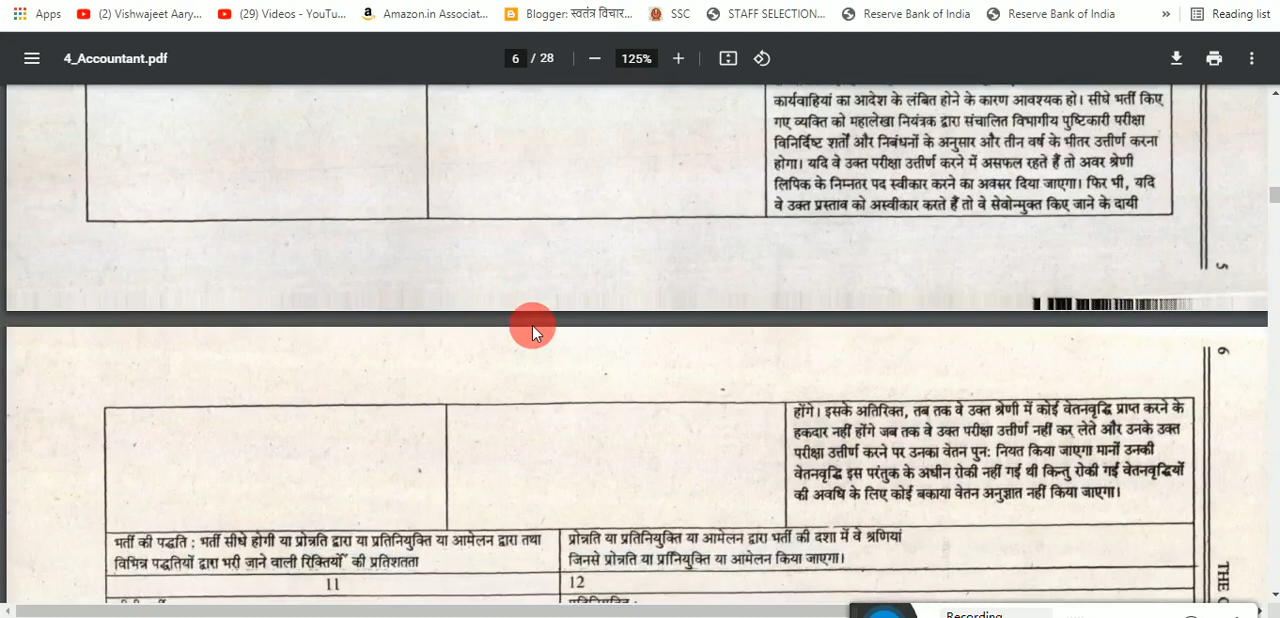 Apps (2) Vishwajeet Aary... (29) Videos - YouTu... Amazon.in Associat... Blogger: स्वतंत्र विचार... SSC STAFF SELECTION... Reserve Bank of India Reserve Bank of India » Reading list
4_Accountant.pdf 6 / 28 125%
कार्यवाहियां का आदेश के लंबित होने के कारण आवश्यक हो। सीधे भर्ती किए
गए व्यक्ति को महालेखा नियंत्रक द्वारा संचालित विभागीय पुष्टिकारी परीक्षा
विनिर्दिष्ट शर्तों और निबंधनों के अनुसार और तीन वर्ष के भीतर उत्तीर्ण करना
होगा। यदि वे उक्त परीक्षा उत्तीर्ण करने में असफल रहते हैं तो अवर श्रेणी
लिपिक के निम्नतर पद स्वीकार करने का अवसर दिया जाएगा। फिर भी, यदि
वे उक्त प्रस्ताव को अस्वीकार करते हैं तो वे सेवोन्मुक्त किए जाने के दायी
5
6
होंगे। इसके अतिरिक्त, तब तक वे उक्त श्रेणी में कोई वेतनवृद्धि प्राप्त करने के
हकदार नहीं होंगे जब तक वे उक्त परीक्षा उत्तीर्ण नहीं कर लेते और उनके उक्त
परीक्षा उत्तीर्ण करने पर उनका वेतन पुन: नियत किया जाएगा मानों उनकी
वेतनवृद्धि इस परंतुक के अधीन रोकी नहीं गई थी किन्तु रोकी गई वेतनवृद्धियों
की अवधि के लिए कोई बकाया वेतन अनुज्ञात नहीं किया जाएगा।
भर्ती की पद्धति : भर्ती सीधे होगी या प्रोन्नति द्वारा या प्रतिनियुक्ति या आमेलन द्वारा तथा
विभिन्न पद्धतियों द्वारा भरी जाने वाली रिक्तियों की प्रतिशतता
प्रोन्नति या प्रतिनियुक्ति या आमेलन द्वारा भर्ती की दशा में वे श्रेणियां
जिनसे प्रोन्नति या प्रतिनियुक्ति या आमेलन किया जाएगा।
11
12
THE
Recording